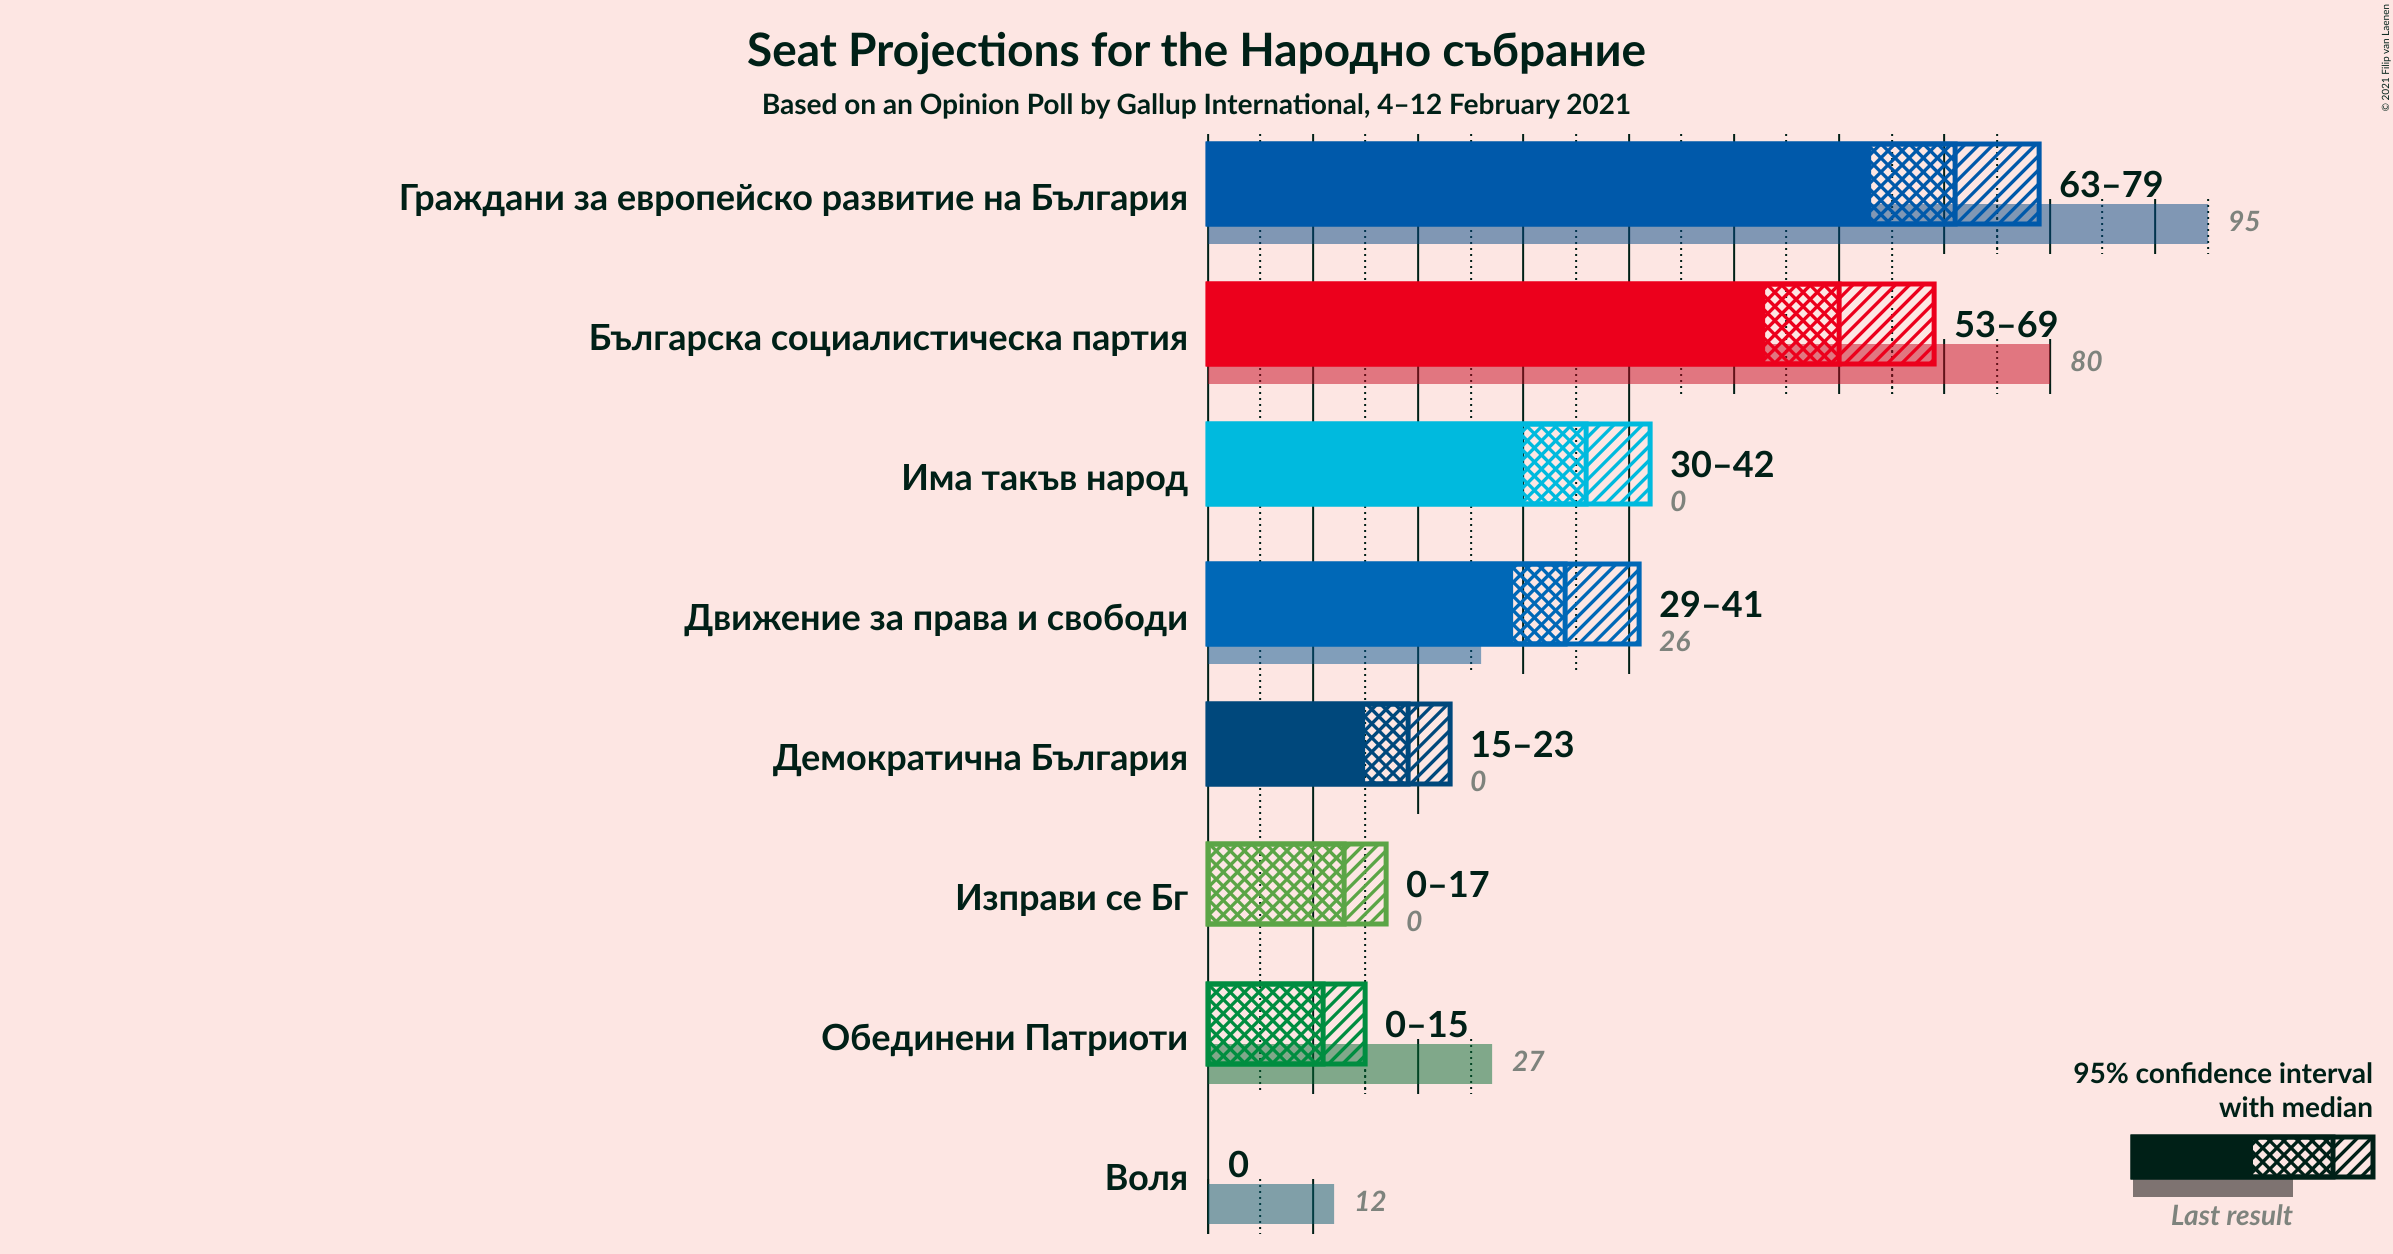 Seat Projections for the Народно събрание
Based on an Opinion Poll by Gallup International, 4–12 February 2021
© 2021 Filip van Laenen
Граждани за европейско развитие на България
63–79
95
Българска социалистическа партия
53–69
80
Има такъв народ
30–42
0
Движение за права и свободи
29–41
26
Демократична България
15–23
0
Изправи се Бг
0–17
0
Обединени Патриоти
0–15
27
Воля
0
12
95% confidence interval
with median
Last result